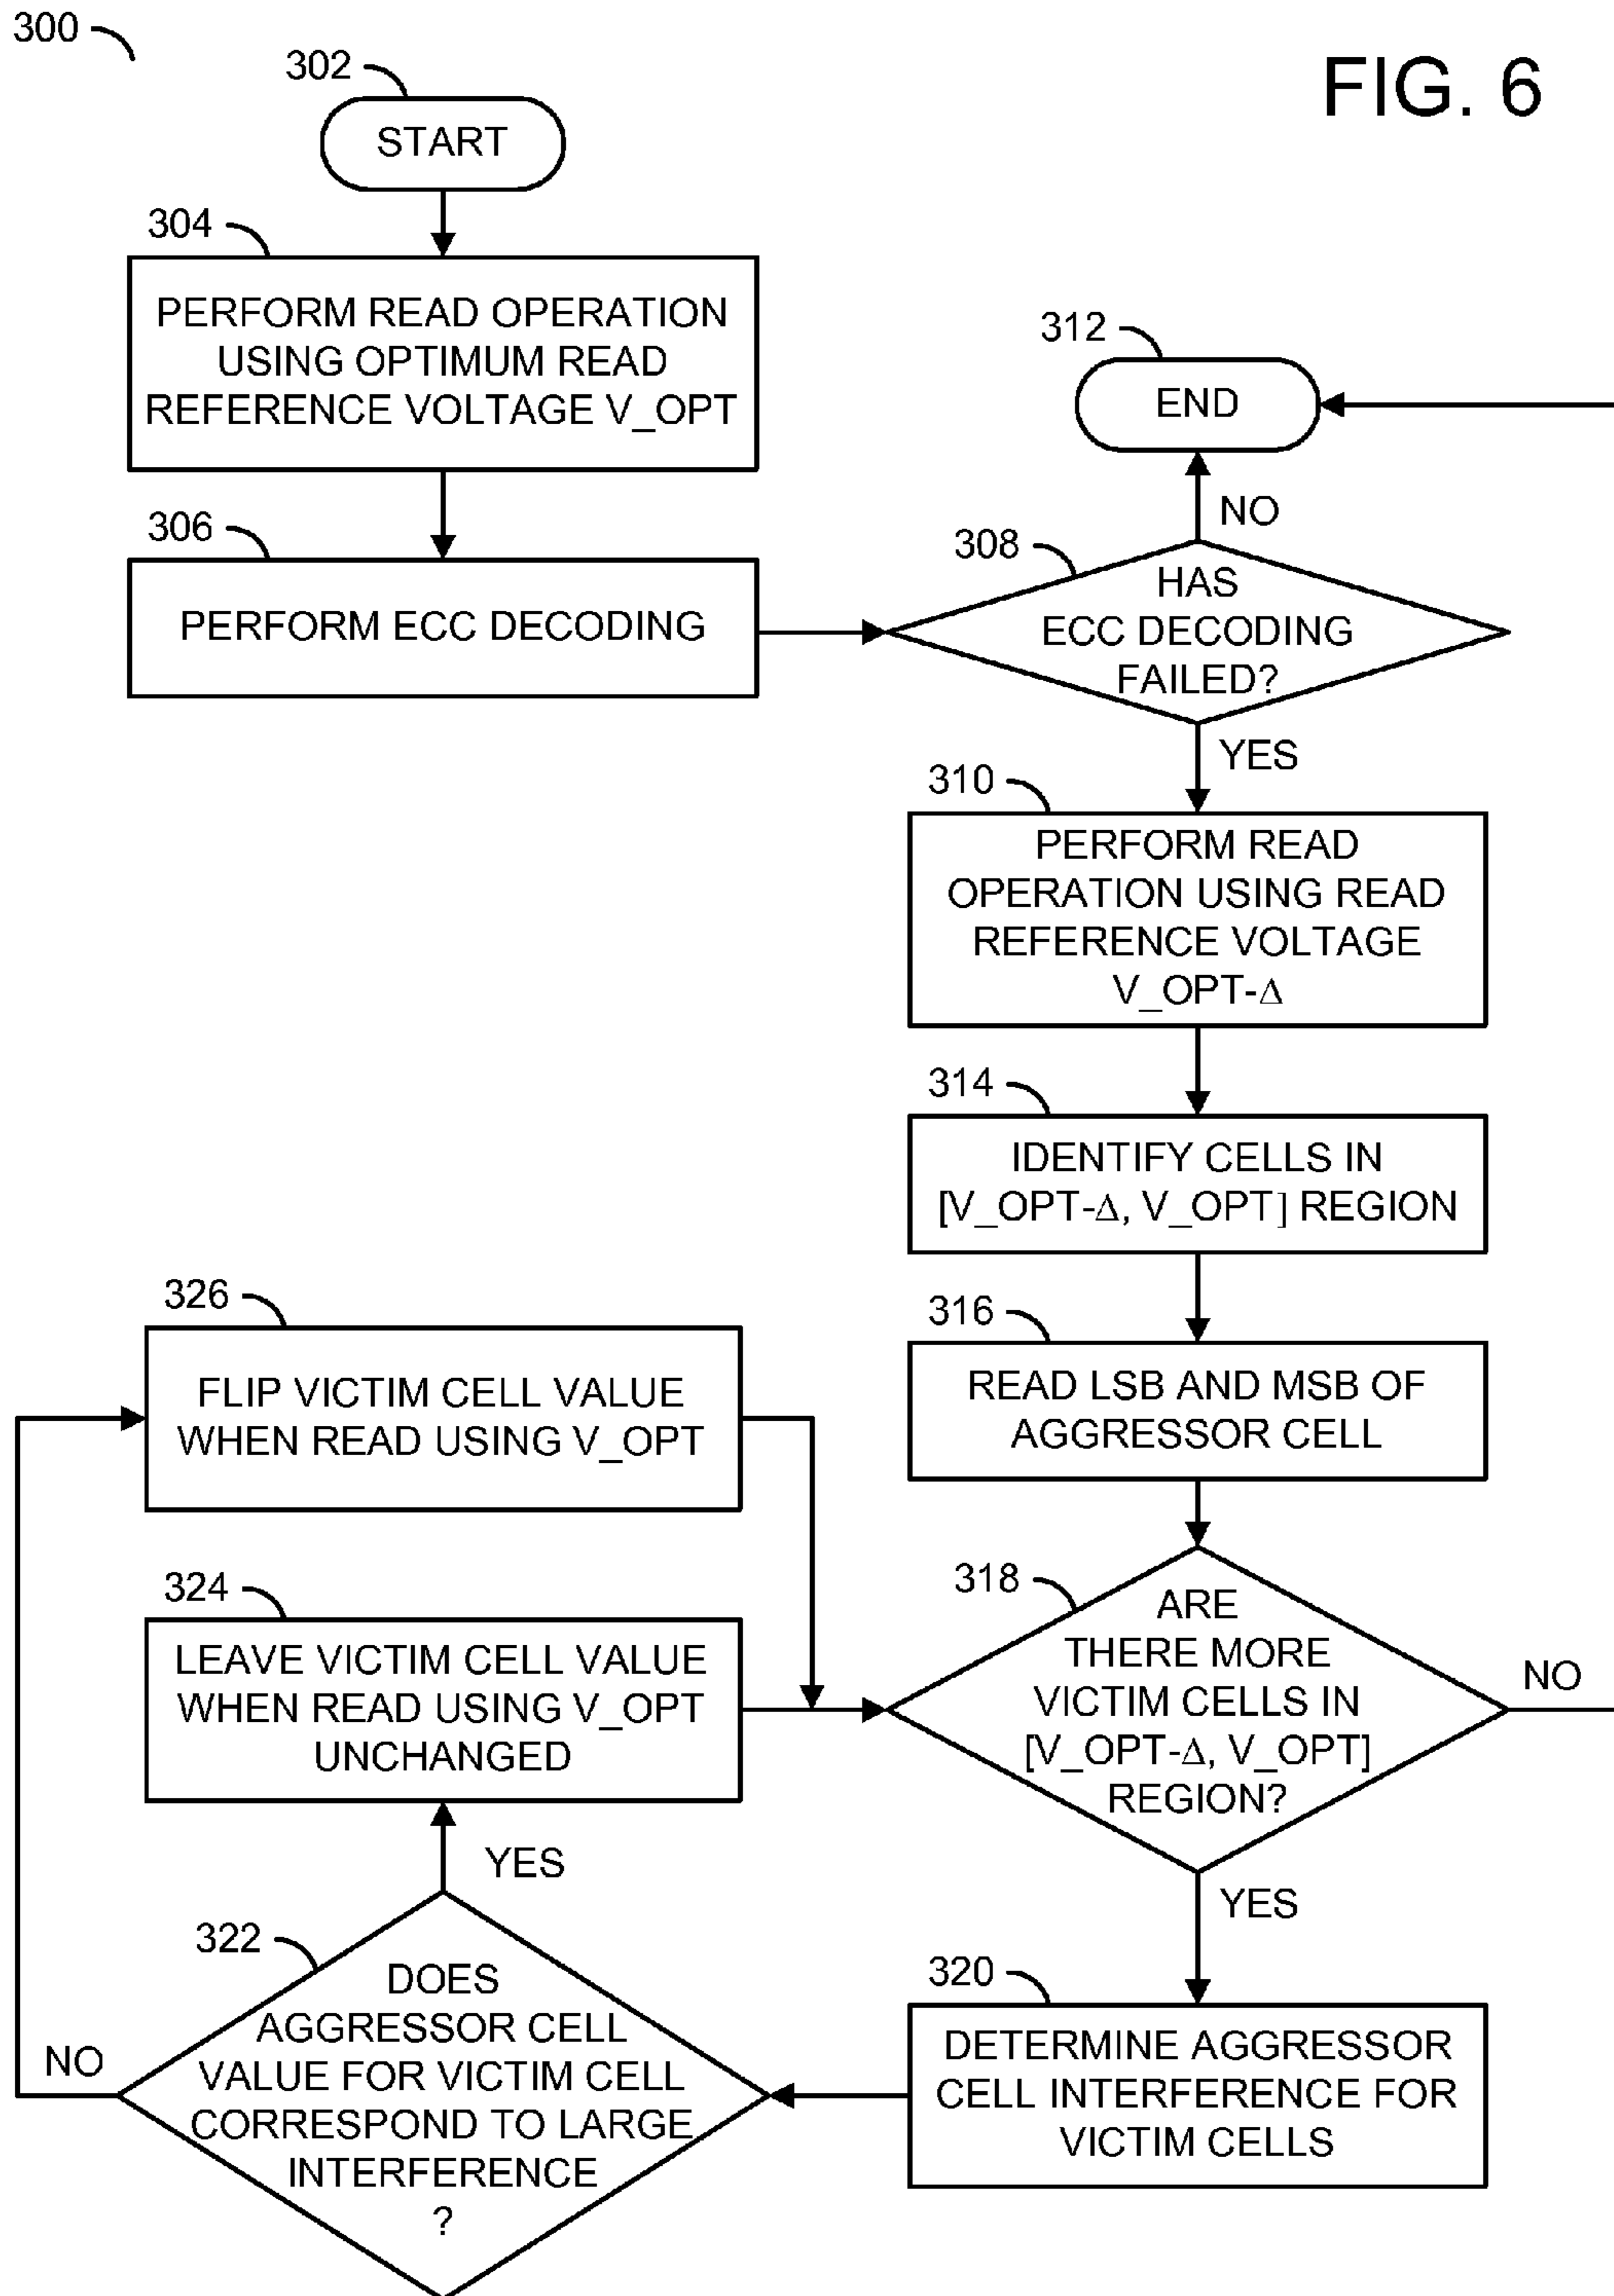 300
FIG. 6
302
START
304
PERFORM READ OPERATION
USING OPTIMUM READ
REFERENCE VOLTAGE V_OPT
312
END
306
PERFORM ECC DECODING
NO
308
HAS
ECC DECODING
FAILED?
YES
310
PERFORM READ
OPERATION USING READ
REFERENCE VOLTAGE
V_OPT-Δ
314
IDENTIFY CELLS IN
[V_OPT-Δ, V_OPT] REGION
316
READ LSB AND MSB OF
AGGRESSOR CELL
326
FLIP VICTIM CELL VALUE
WHEN READ USING V_OPT
324
LEAVE VICTIM CELL VALUE
WHEN READ USING V_OPT
UNCHANGED
318
ARE
THERE MORE
VICTIM CELLS IN
[V_OPT-Δ, V_OPT]
REGION?
NO
YES
YES
322
DOES
AGGRESSOR CELL
VALUE FOR VICTIM CELL
CORRESPOND TO LARGE
INTERFERENCE
?
NO
320
DETERMINE AGGRESSOR
CELL INTERFERENCE FOR
VICTIM CELLS